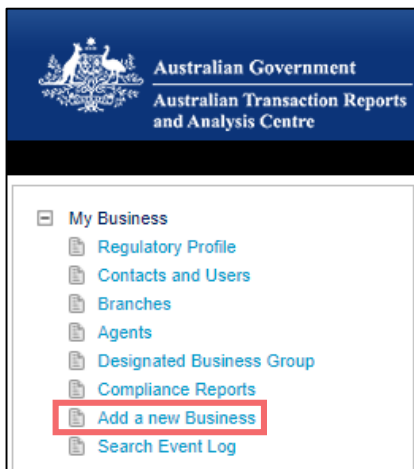 Australian Government
Australian Transaction Reports
and Analysis Centre
My Business
Regulatory Profile
Contacts and Users
Branches
Agents
Designated Business Group
Compliance Reports
Add a new Business
Search Event Log